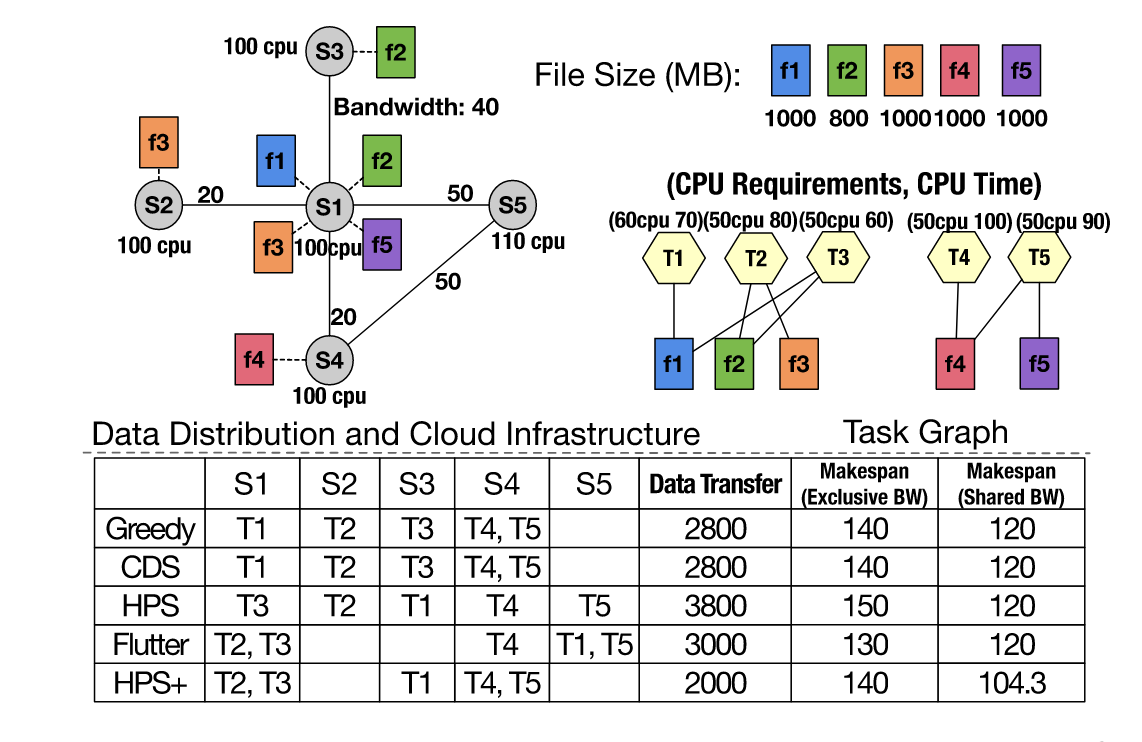 100 cpu
S3
f2
Bandwidth: 40
f3
f1
f2
S2
20
S1
50
S5
100 cpu
f3
100cpu
f5
110 cpu
50
20
f4
S4
100 cpu
File Size (MB):
f1
f2
f3
f4
f5
1000 800 1000 1000 1000
(CPU Requirements, CPU Time)
(60cpu 70) (50cpu 80) (50cpu 60) (50cpu 100) (50cpu 90)
T1 T2 T3 T4 T5
f1 f2 f3 f4 f5
Data Distribution and Cloud Infrastructure
Task Graph
S1 S2 S3 S4 S5 Data Transfer Makespan (Exclusive BW) Makespan (Shared BW)
Greedy T1 T2 T3 T4, T5 2800 140 120
CDS T1 T2 T3 T4, T5 2800 140 120
HPS T3 T2 T1 T4 T5 3800 150 120
Flutter T2, T3 T4 T1, T5 3000 130 120
HPS+ T2, T3 T1 T4, T5 2000 140 104.3